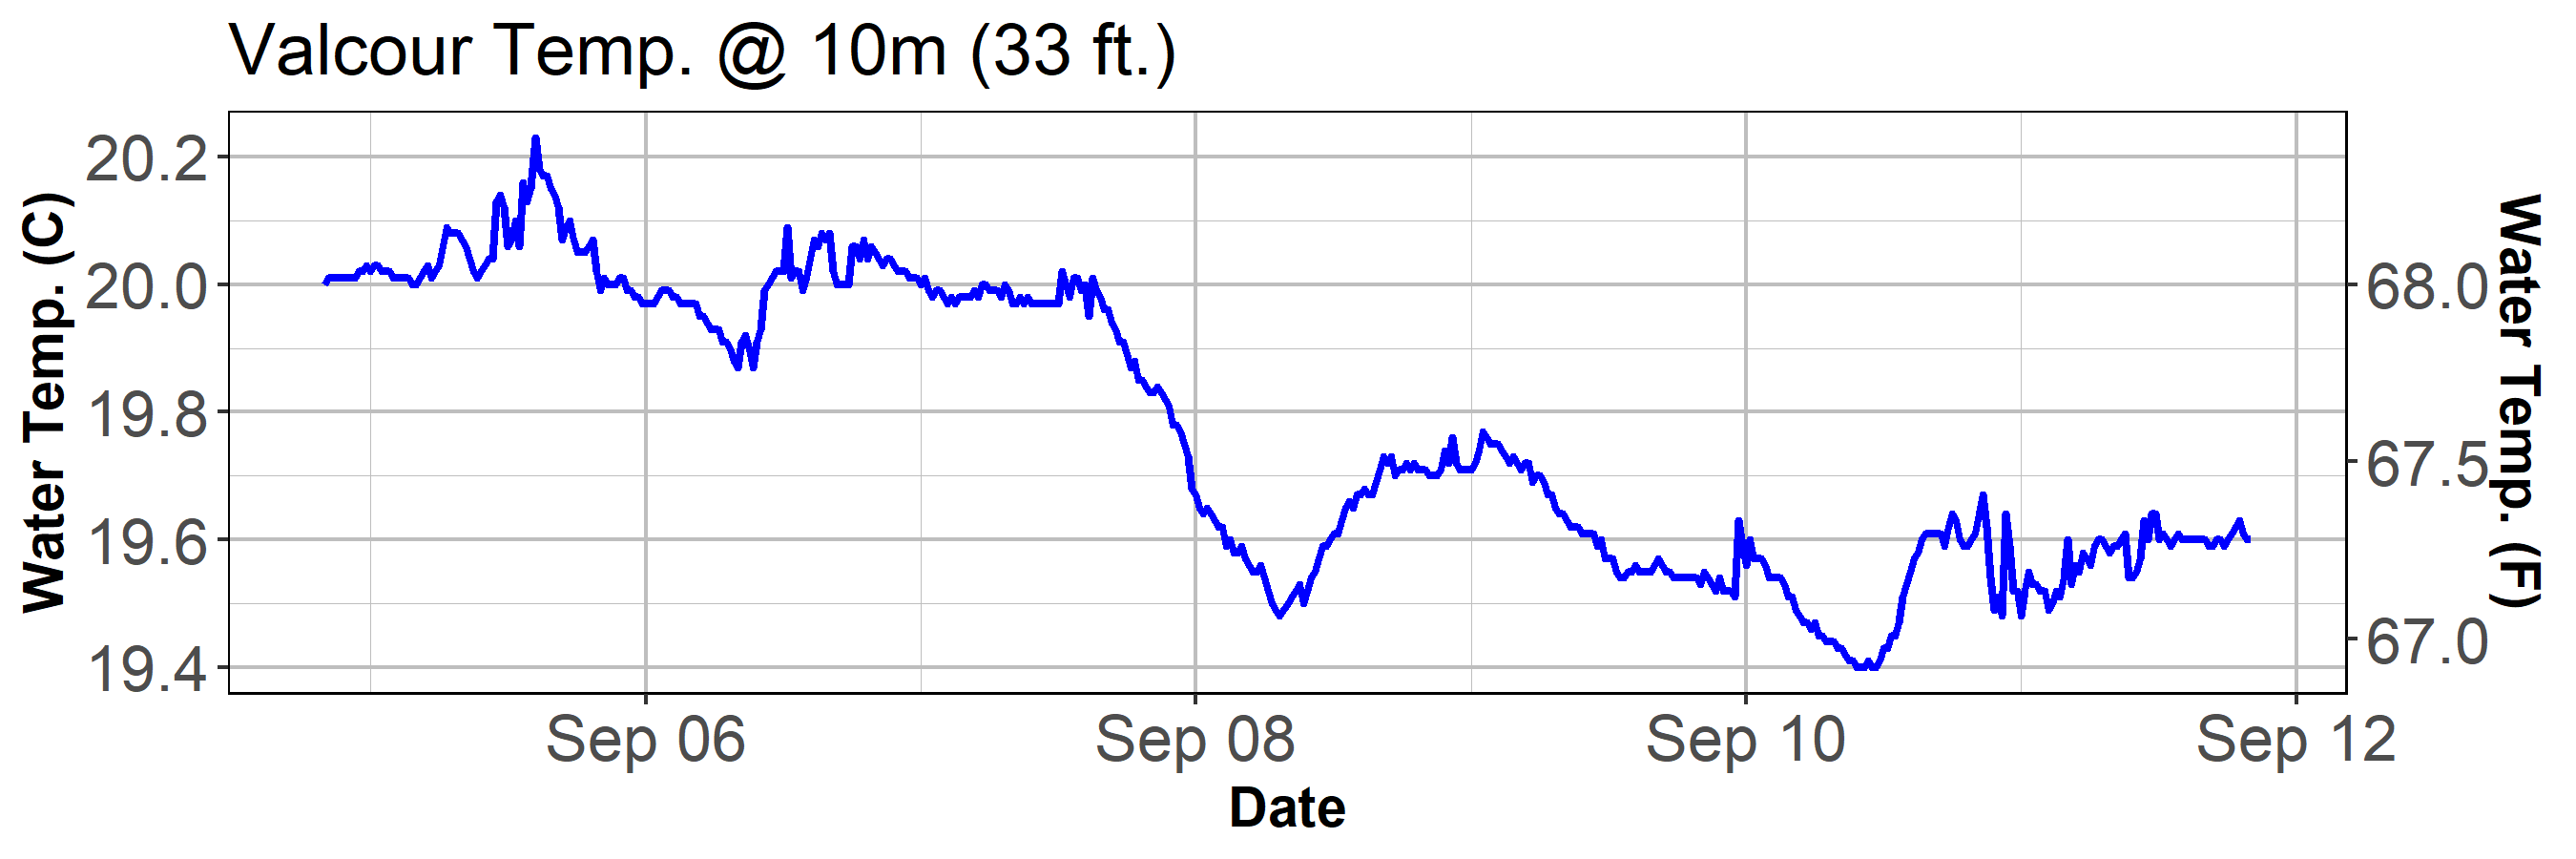 Valcour Temp. @ 10m (33 ft.)
Water Temp. (C)
20.2
20.0
19.8
19.6
19.4
68.0
67.5
67.0
Water Temp. (F)
Sep 06
Sep 08
Sep 10
Sep 12
Date